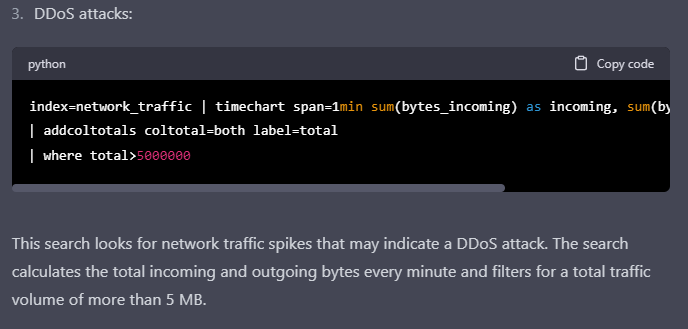 3. DDoS attacks:
python
Copy code
index=network_traffic | timechart span=1min sum(bytes_incoming) as incoming, sum(by
| addcoltotals coltotal=both label=total
| where total>5000000
This search looks for network traffic spikes that may indicate a DDoS attack. The search
calculates the total incoming and outgoing bytes every minute and filters for a total traffic
volume of more than 5 MB.